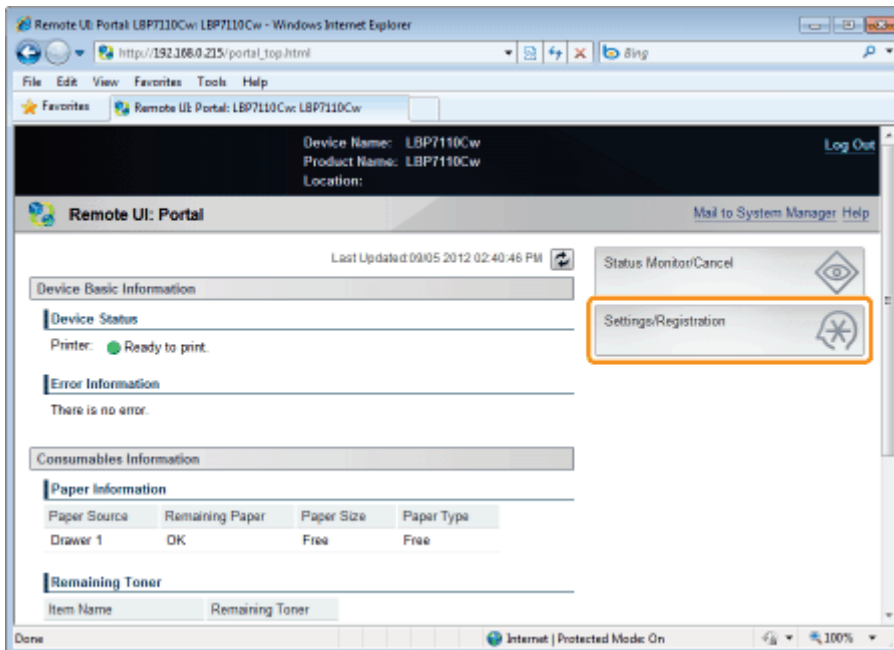 Remote UI: Portal: LBP7110Cw: LBP7110Cw - Windows Internet Explorer
http://192.168.0.215/portal_top.html
Bing
File Edit View Favorites Tools Help
Favorites Remote UI: Portal: LBP7110Cw: LBP7110Cw
Device Name: LBP7110Cw
Log Out
Product Name: LBP7110Cw
Location:
Remote UI: Portal
Mail to System Manager Help
Last Updated:09/05 2012 02:40:46 PM
Status Monitor/Cancel
Device Basic Information
Settings/Registration
Device Status
Printer: Ready to print.
Error Information
There is no error.
Consumables Information
Paper Information
Paper Source Remaining Paper Paper Size Paper Type
Drawer 1 OK Free Free
Remaining Toner
Item Name Remaining Toner
Done Internet | Protected Mode: On 100%